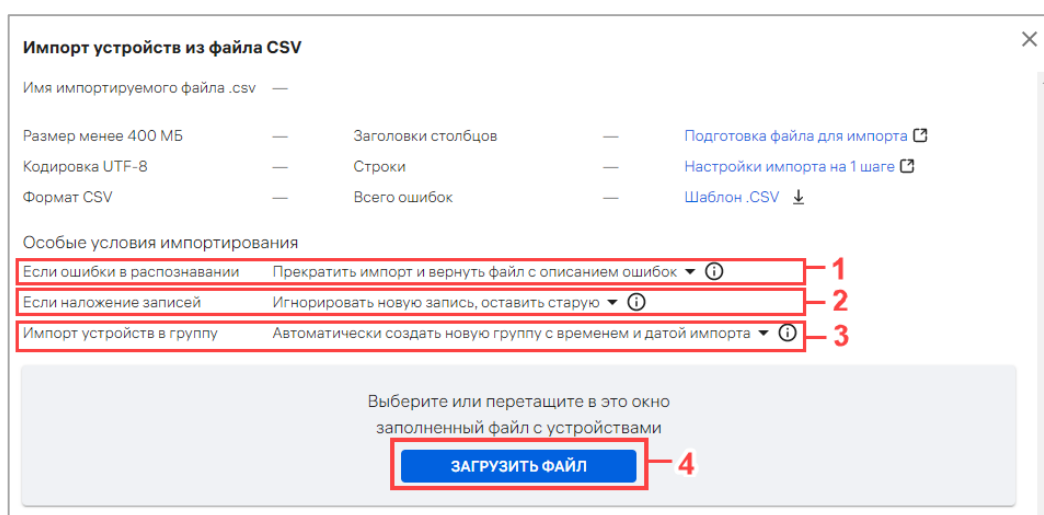 Импорт устройств из файла CSV
Имя импортируемого файла .csv —
Размер менее 400 МБ — Заголовки столбцов — Подготовка файла для импорта
Кодировка UTF-8 — Строки — Настройки импорта на 1 шаге
Формат CSV — Всего ошибок — Шаблон .CSV
Особые условия импортирования
Если ошибки в распознавании Прекратить импорт и вернуть файл с описанием ошибок 1
Если наложение записей Игнорировать новую запись, оставить старую 2
Импорт устройств в группу Автоматически создать новую группу с временем и датой импорта 3
Выберите или перетащите в это окно
заполненный файл с устройствами
ЗАГРУЗИТЬ ФАЙЛ 4